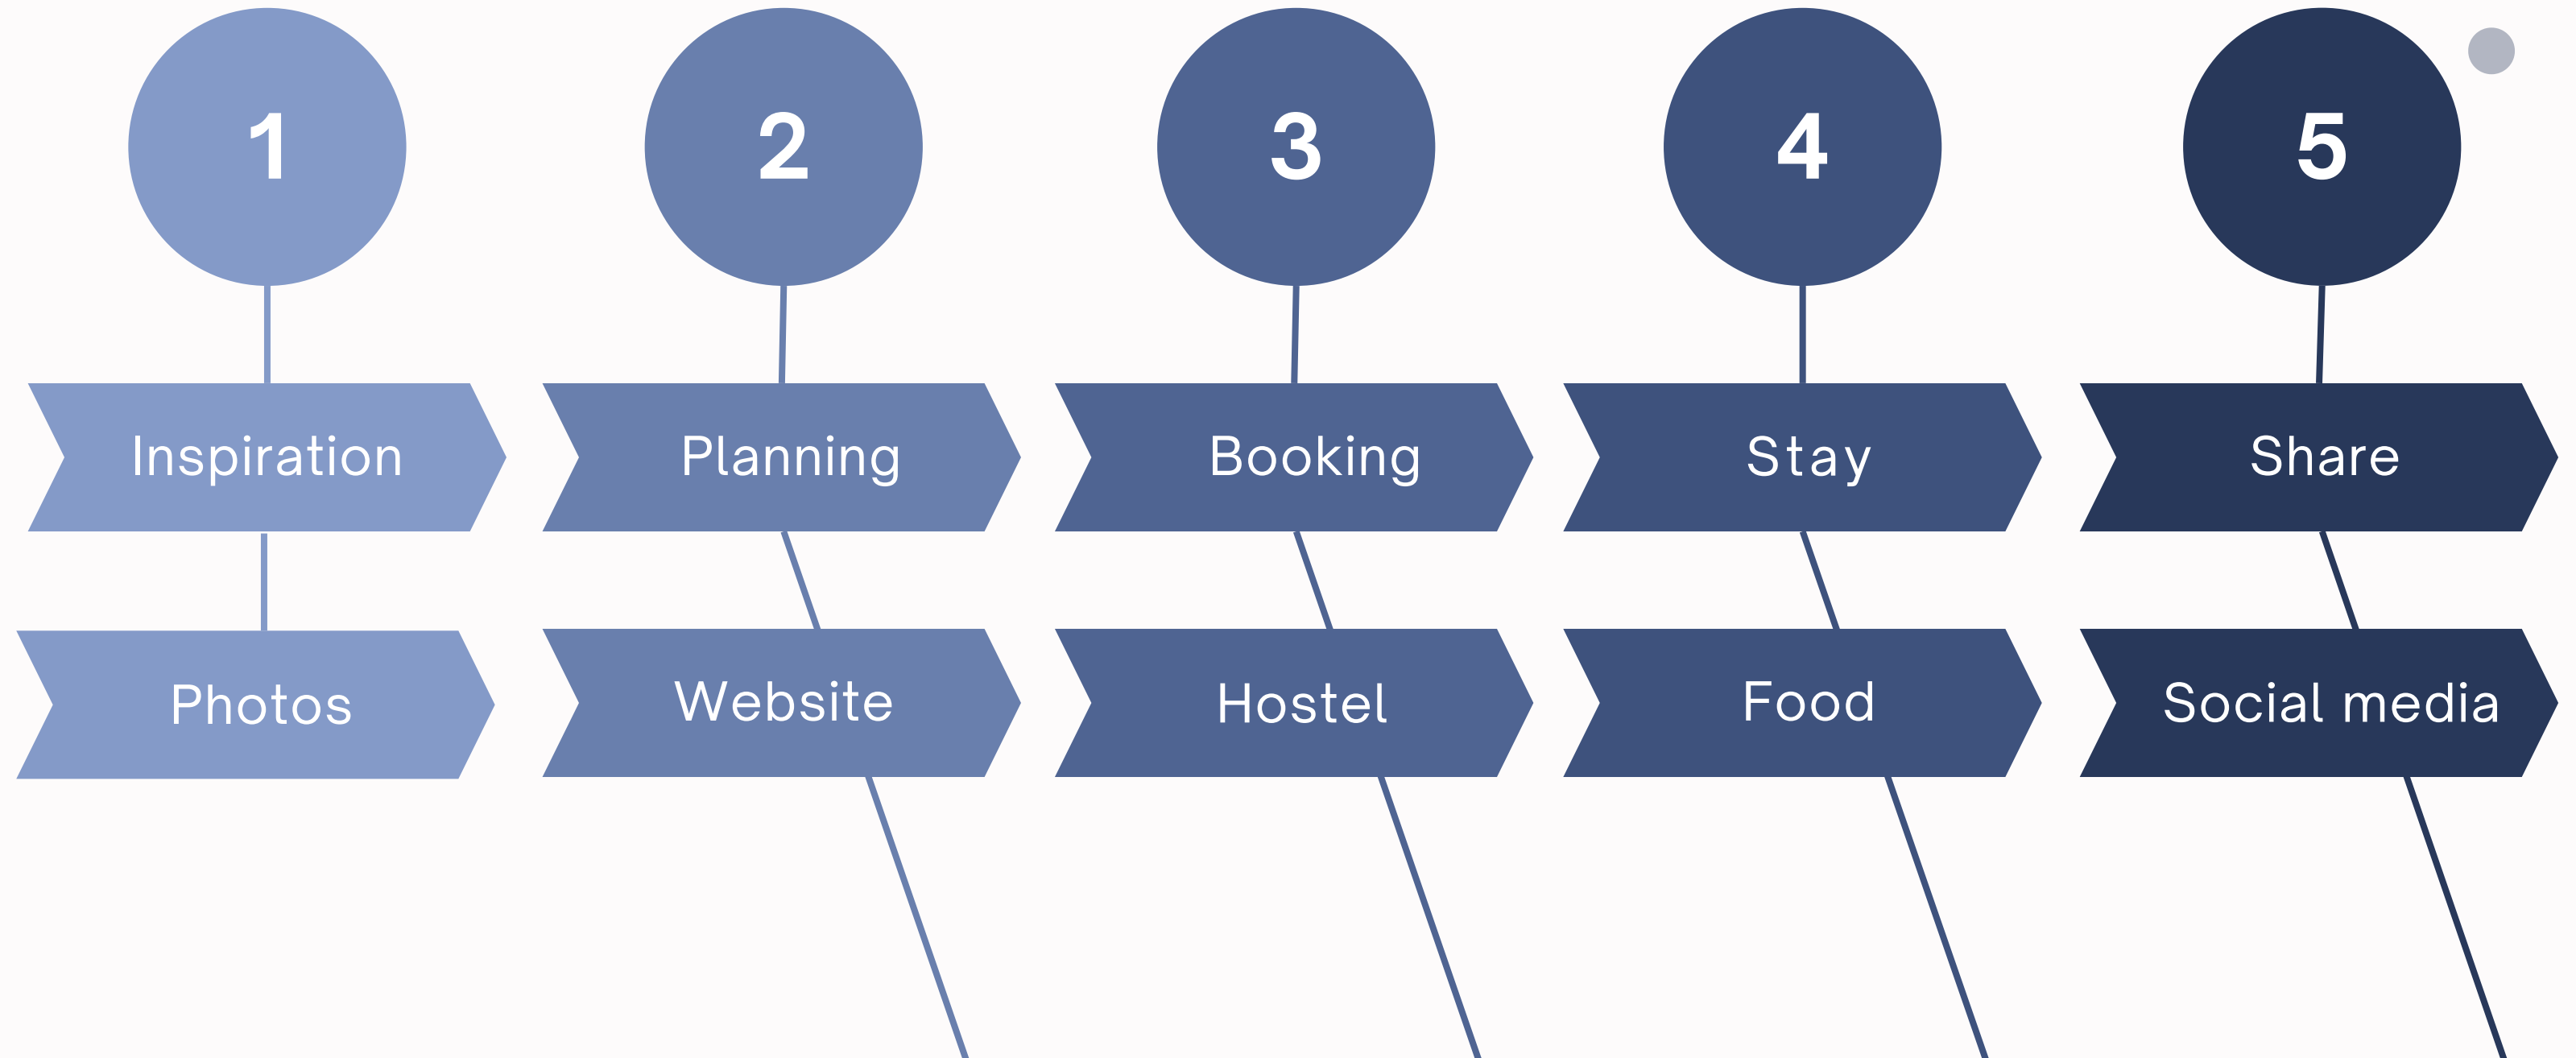 1
2
3
4
5
Inspiration
Planning
Booking
Stay
Share
Photos
Website
Hostel
Food
Social media